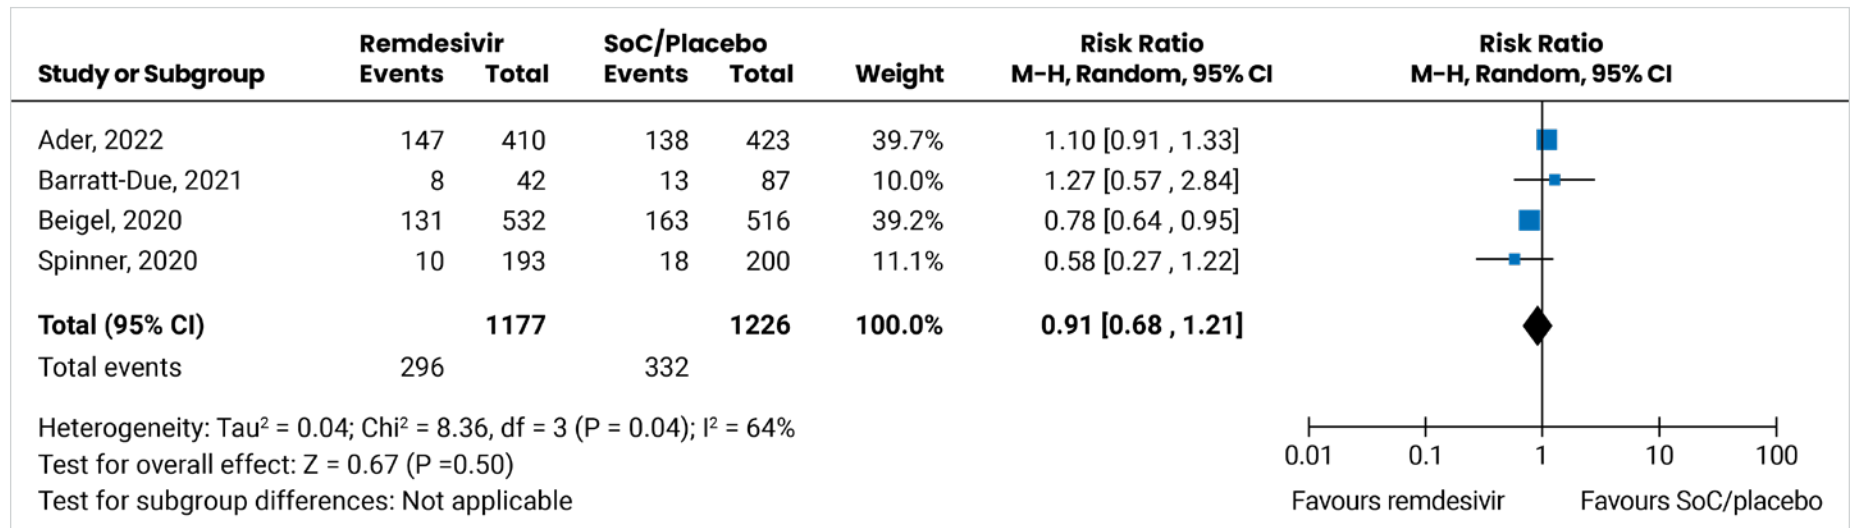 Remdesivir SoC/Placebo Risk Ratio Risk Ratio
Study or Subgroup Events Total Events Total Weight M-H, Random, 95% CI M-H, Random, 95% CI
Ader, 2022 147 410 138 423 39.7% 1.10 [0.91 , 1.33]
Barratt-Due, 2021 8 42 13 87 10.0% 1.27 [0.57 , 2.84]
Beigel, 2020 131 532 163 516 39.2% 0.78 [0.64 , 0.95]
Spinner, 2020 10 193 18 200 11.1% 0.58 [0.27 , 1.22]
Total (95% CI) 1177 1226 100.0% 0.91 [0.68 , 1.21]
Total events 296 332
Heterogeneity: Tau² = 0.04; Chi² = 8.36, df = 3 (P = 0.04); I² = 64%
Test for overall effect: Z = 0.67 (P =0.50)
Test for subgroup differences: Not applicable
0.01 0.1 1 10 100
Favours remdesivir Favours SoC/placebo